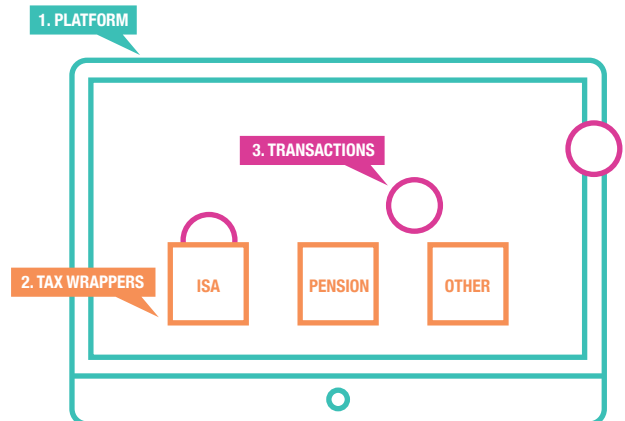 1. PLATFORM
3. TRANSACTIONS
2. TAX WRAPPERS
ISA
PENSION
OTHER